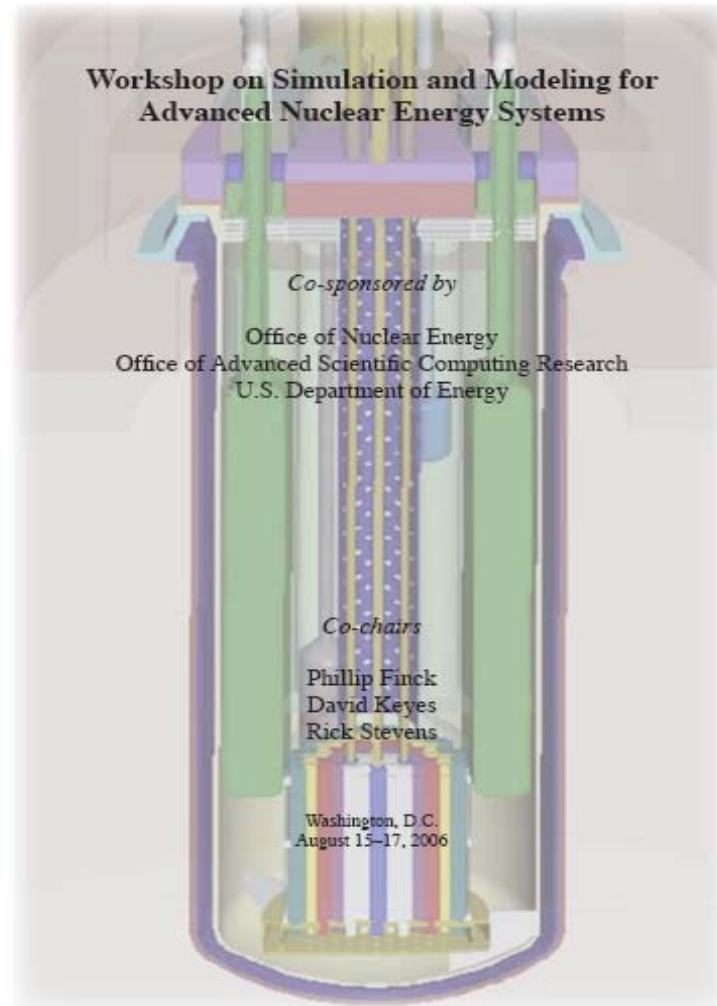 Workshop on Simulation and Modeling for
Advanced Nuclear Energy Systems
Co-sponsored by
Office of Nuclear Energy
Office of Advanced Scientific Computing Research
U.S. Department of Energy
Co-chairs
Phillip Finck
David Keyes
Rick Stevens
Washington, D.C.
August 15–17, 2006